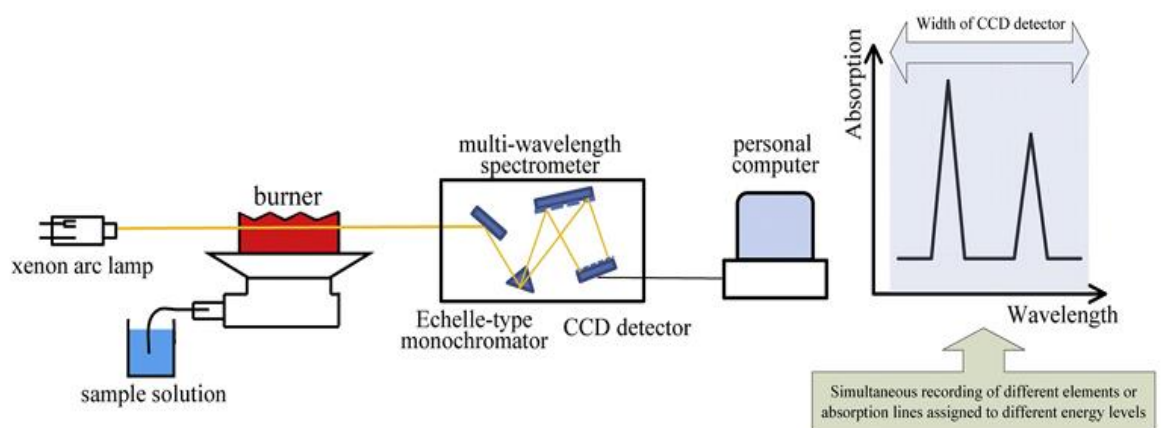 xenon arc lamp
sample solution
burner
multi-wavelength
spectrometer
Echelle-type
monochromator
CCD detector
personal
computer
Width of CCD detector
Absorption
Wavelength
Simultaneous recording of different elements or
absorption lines assigned to different energy levels